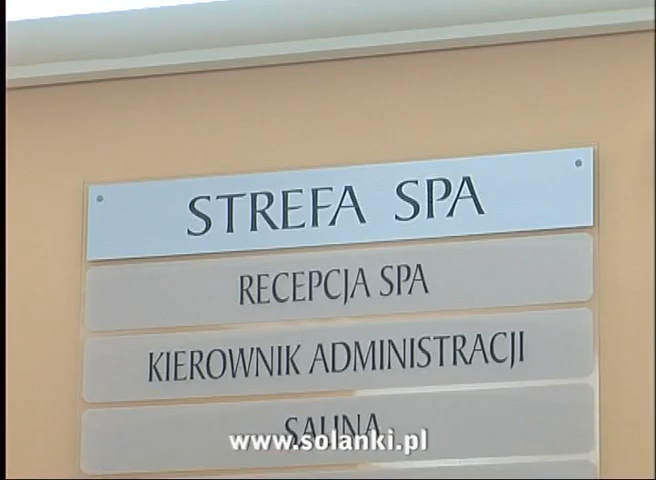 STREFA SPA
RECEPCJA SPA
KIEROWNIK ADMINISTRACJI
SAUNA
www.solanki.pl